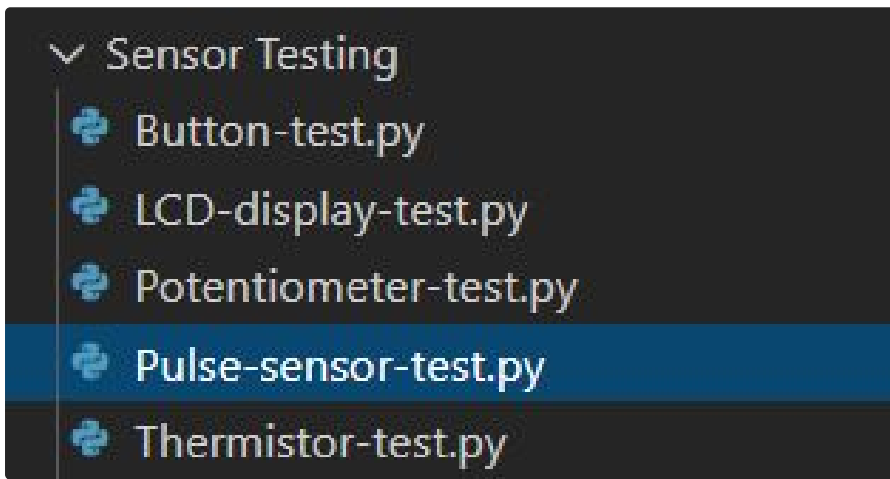 Sensor Testing
Button-test.py
LCD-display-test.py
Potentiometer-test.py
Pulse-sensor-test.py
Thermistor-test.py